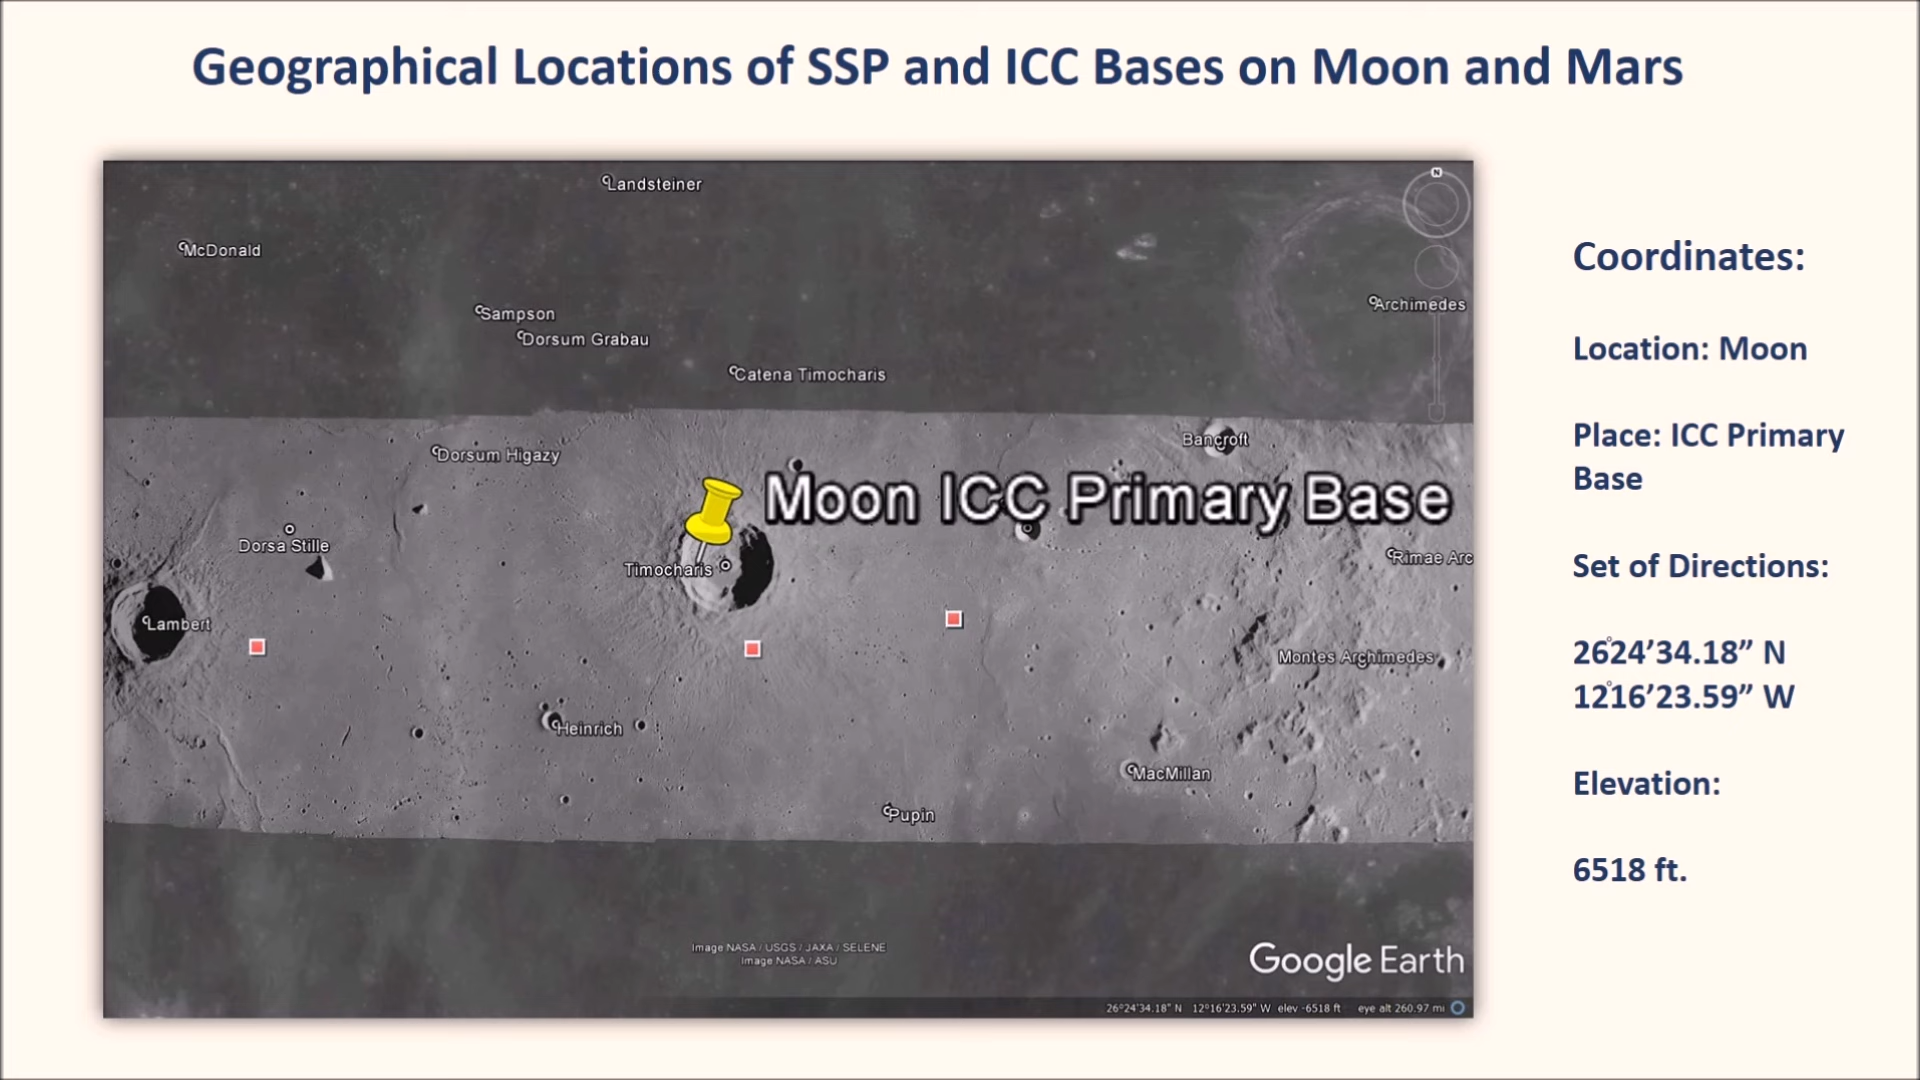 Geographical Locations of SSP and ICC Bases on Moon and Mars
Landsteiner
McDonald
Sampson
Dorsum Grabau
Catena Timocharis
Archimedes
N
Bancroft
Dorsum Higazy
Moon ICC Primary Base
Dorsa Stille
Timocharis
Rimae Arc
Lambert
Montes Archimedes
Heinrich
MacMillan
Pupin
Image NASA / USGS / JAXA / SELENE
Image NASA / ASU
Google Earth
26°24'34.18" N 12°16'23.59" W elev -6518 ft eye alt 260.97 mi
Coordinates:
Location: Moon
Place: ICC Primary
Base
Set of Directions:
26°24’34.18” N
12°16’23.59” W
Elevation:
6518 ft.